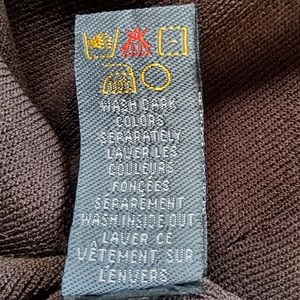 WASH DARK
COLORS
SEPARATELY
LAVER LES
COULEURS
FONCÉES
SÉPARÉMENT
WASH INSIDE OUT
LAVER CE
VÊTEMENT SUR
L'ENVERS